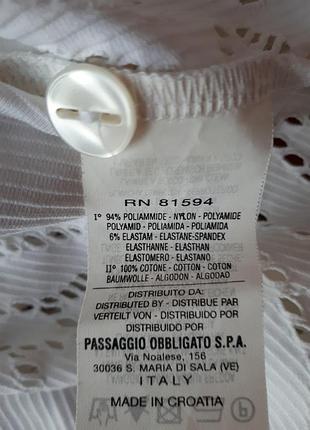 RN 81594
I° 94% POLIAMMIDE - NYLON - POLYAMIDE
POLYAMID - POLIAMIDA - POLIAMIDA
6% ELASTAM - ELASTANE-SPANDEX
ELASTHANNE - ELASTHAN
ELASTOMERO - ELASTANO
II° 100% COTONE - COTTON - COTON
BAUMWOLLE - ALGODON - ALGODAO
DISTRIBUITO DA:
DISTRIBUTED BY - DISTRIBUE PAR
VERTEILT VON - DISTRIBUIDO POR
DISTRIBUIDO POR
PASSAGGIO OBBLIGATO S.P.A.
Via Noalese, 156
30036 S. MARIA DI SALA (VE)
ITALY
MADE IN CROATIA